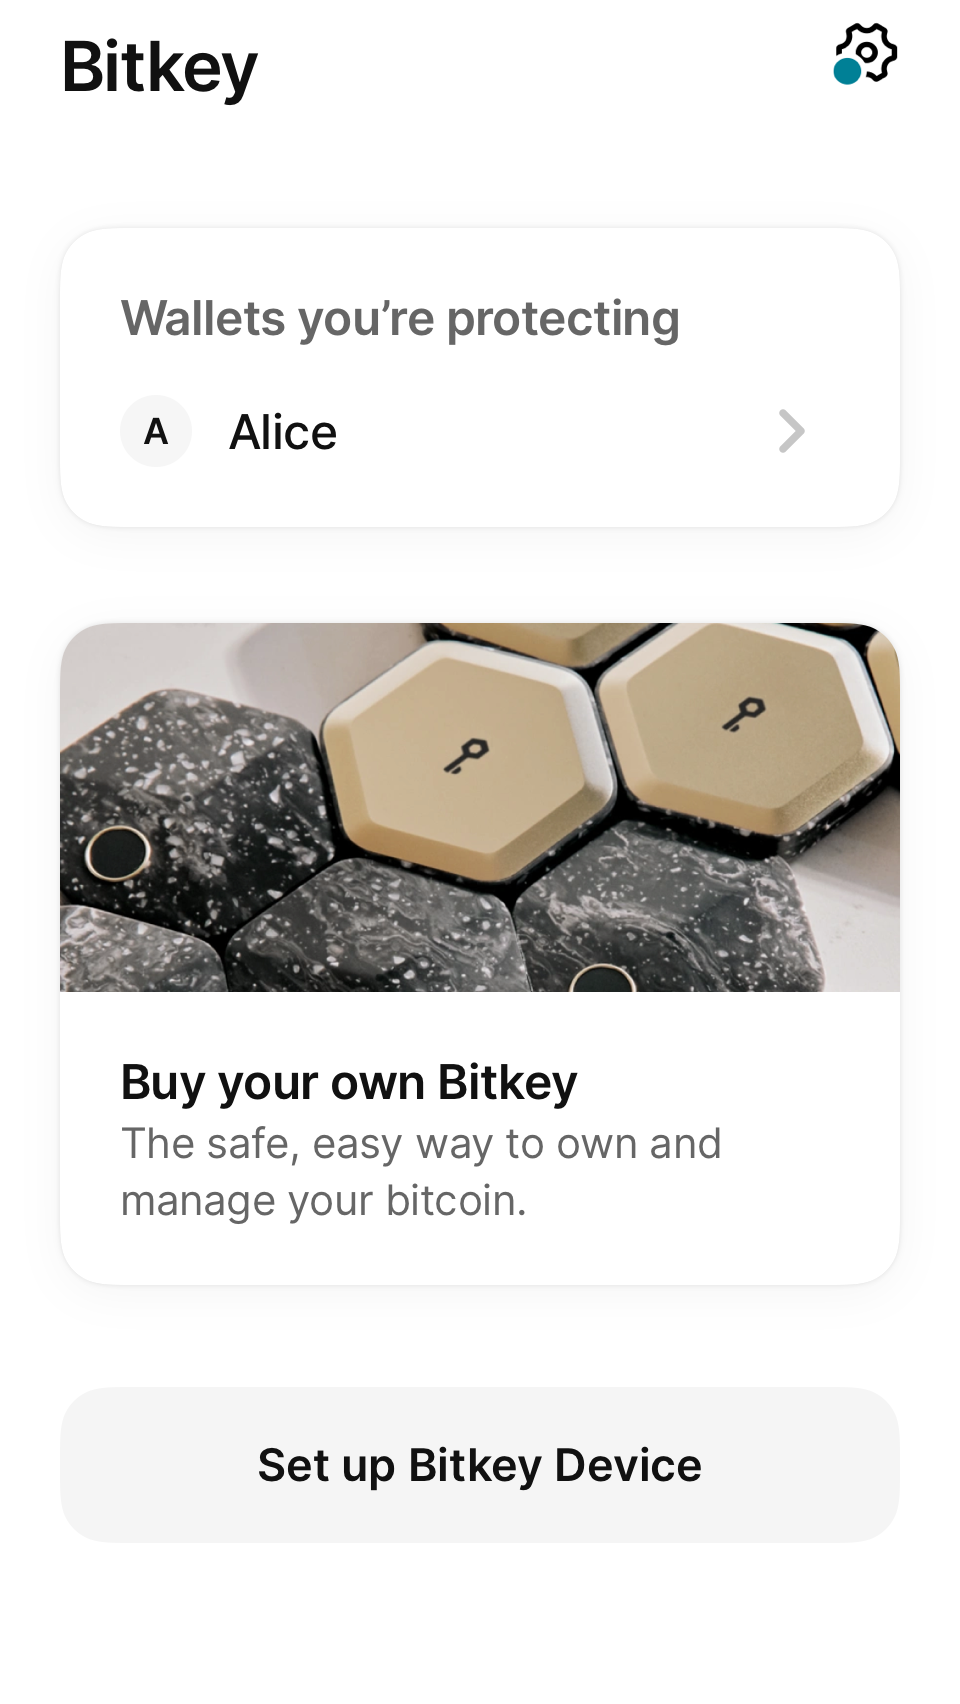 Bitkey
Wallets you’re protecting
A Alice
Buy your own Bitkey
The safe, easy way to own and
manage your bitcoin.
Set up Bitkey Device